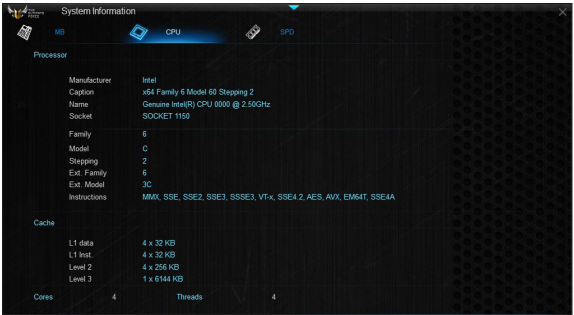 THE ULTIMATE FORCE System Information
MB CPU SPD
Processor
Manufacturer Intel
Caption x64 Family 6 Model 60 Stepping 2
Name Genuine Intel(R) CPU 0000 @ 2.50GHz
Socket SOCKET 1150
Family 6
Model C
Stepping 2
Ext. Family 6
Ext. Model 3C
Instructions MMX, SSE, SSE2, SSE3, SSSE3, VT-x, SSE4.2, AES, AVX, EM64T, SSE4A
Cache
L1 data 4 x 32 KB
L1 Inst. 4 x 32 KB
Level 2 4 x 256 KB
Level 3 1 x 6144 KB
Cores 4 Threads 4